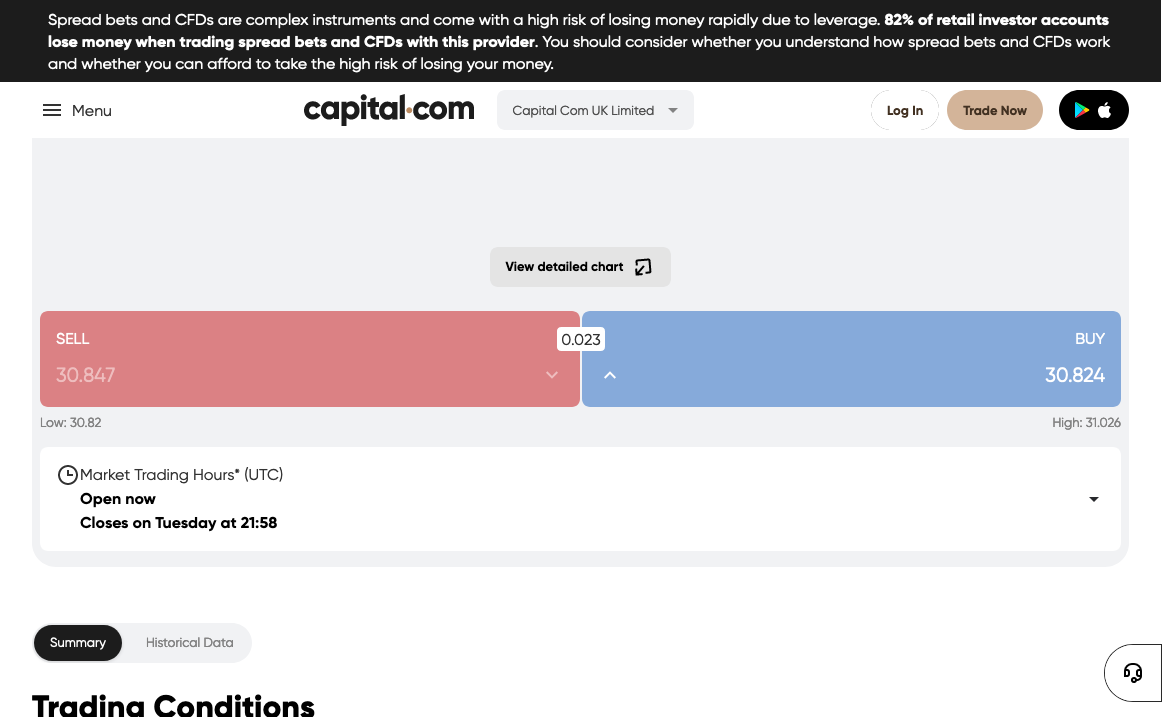 Spread bets and CFDs are complex instruments and come with a high risk of losing money rapidly due to leverage. 82% of retail investor accounts
lose money when trading spread bets and CFDs with this provider. You should consider whether you understand how spread bets and CFDs work
and whether you can afford to take the high risk of losing your money.
Menu
capital.com
Capital Com UK Limited
Log In
Trade Now
View detailed chart
SELL
0.023
BUY
30.847
30.824
Low: 30.82
High: 31.026
Market Trading Hours* (UTC)
Open now
Closes on Tuesday at 21:58
Summary
Historical Data
Trading Conditions